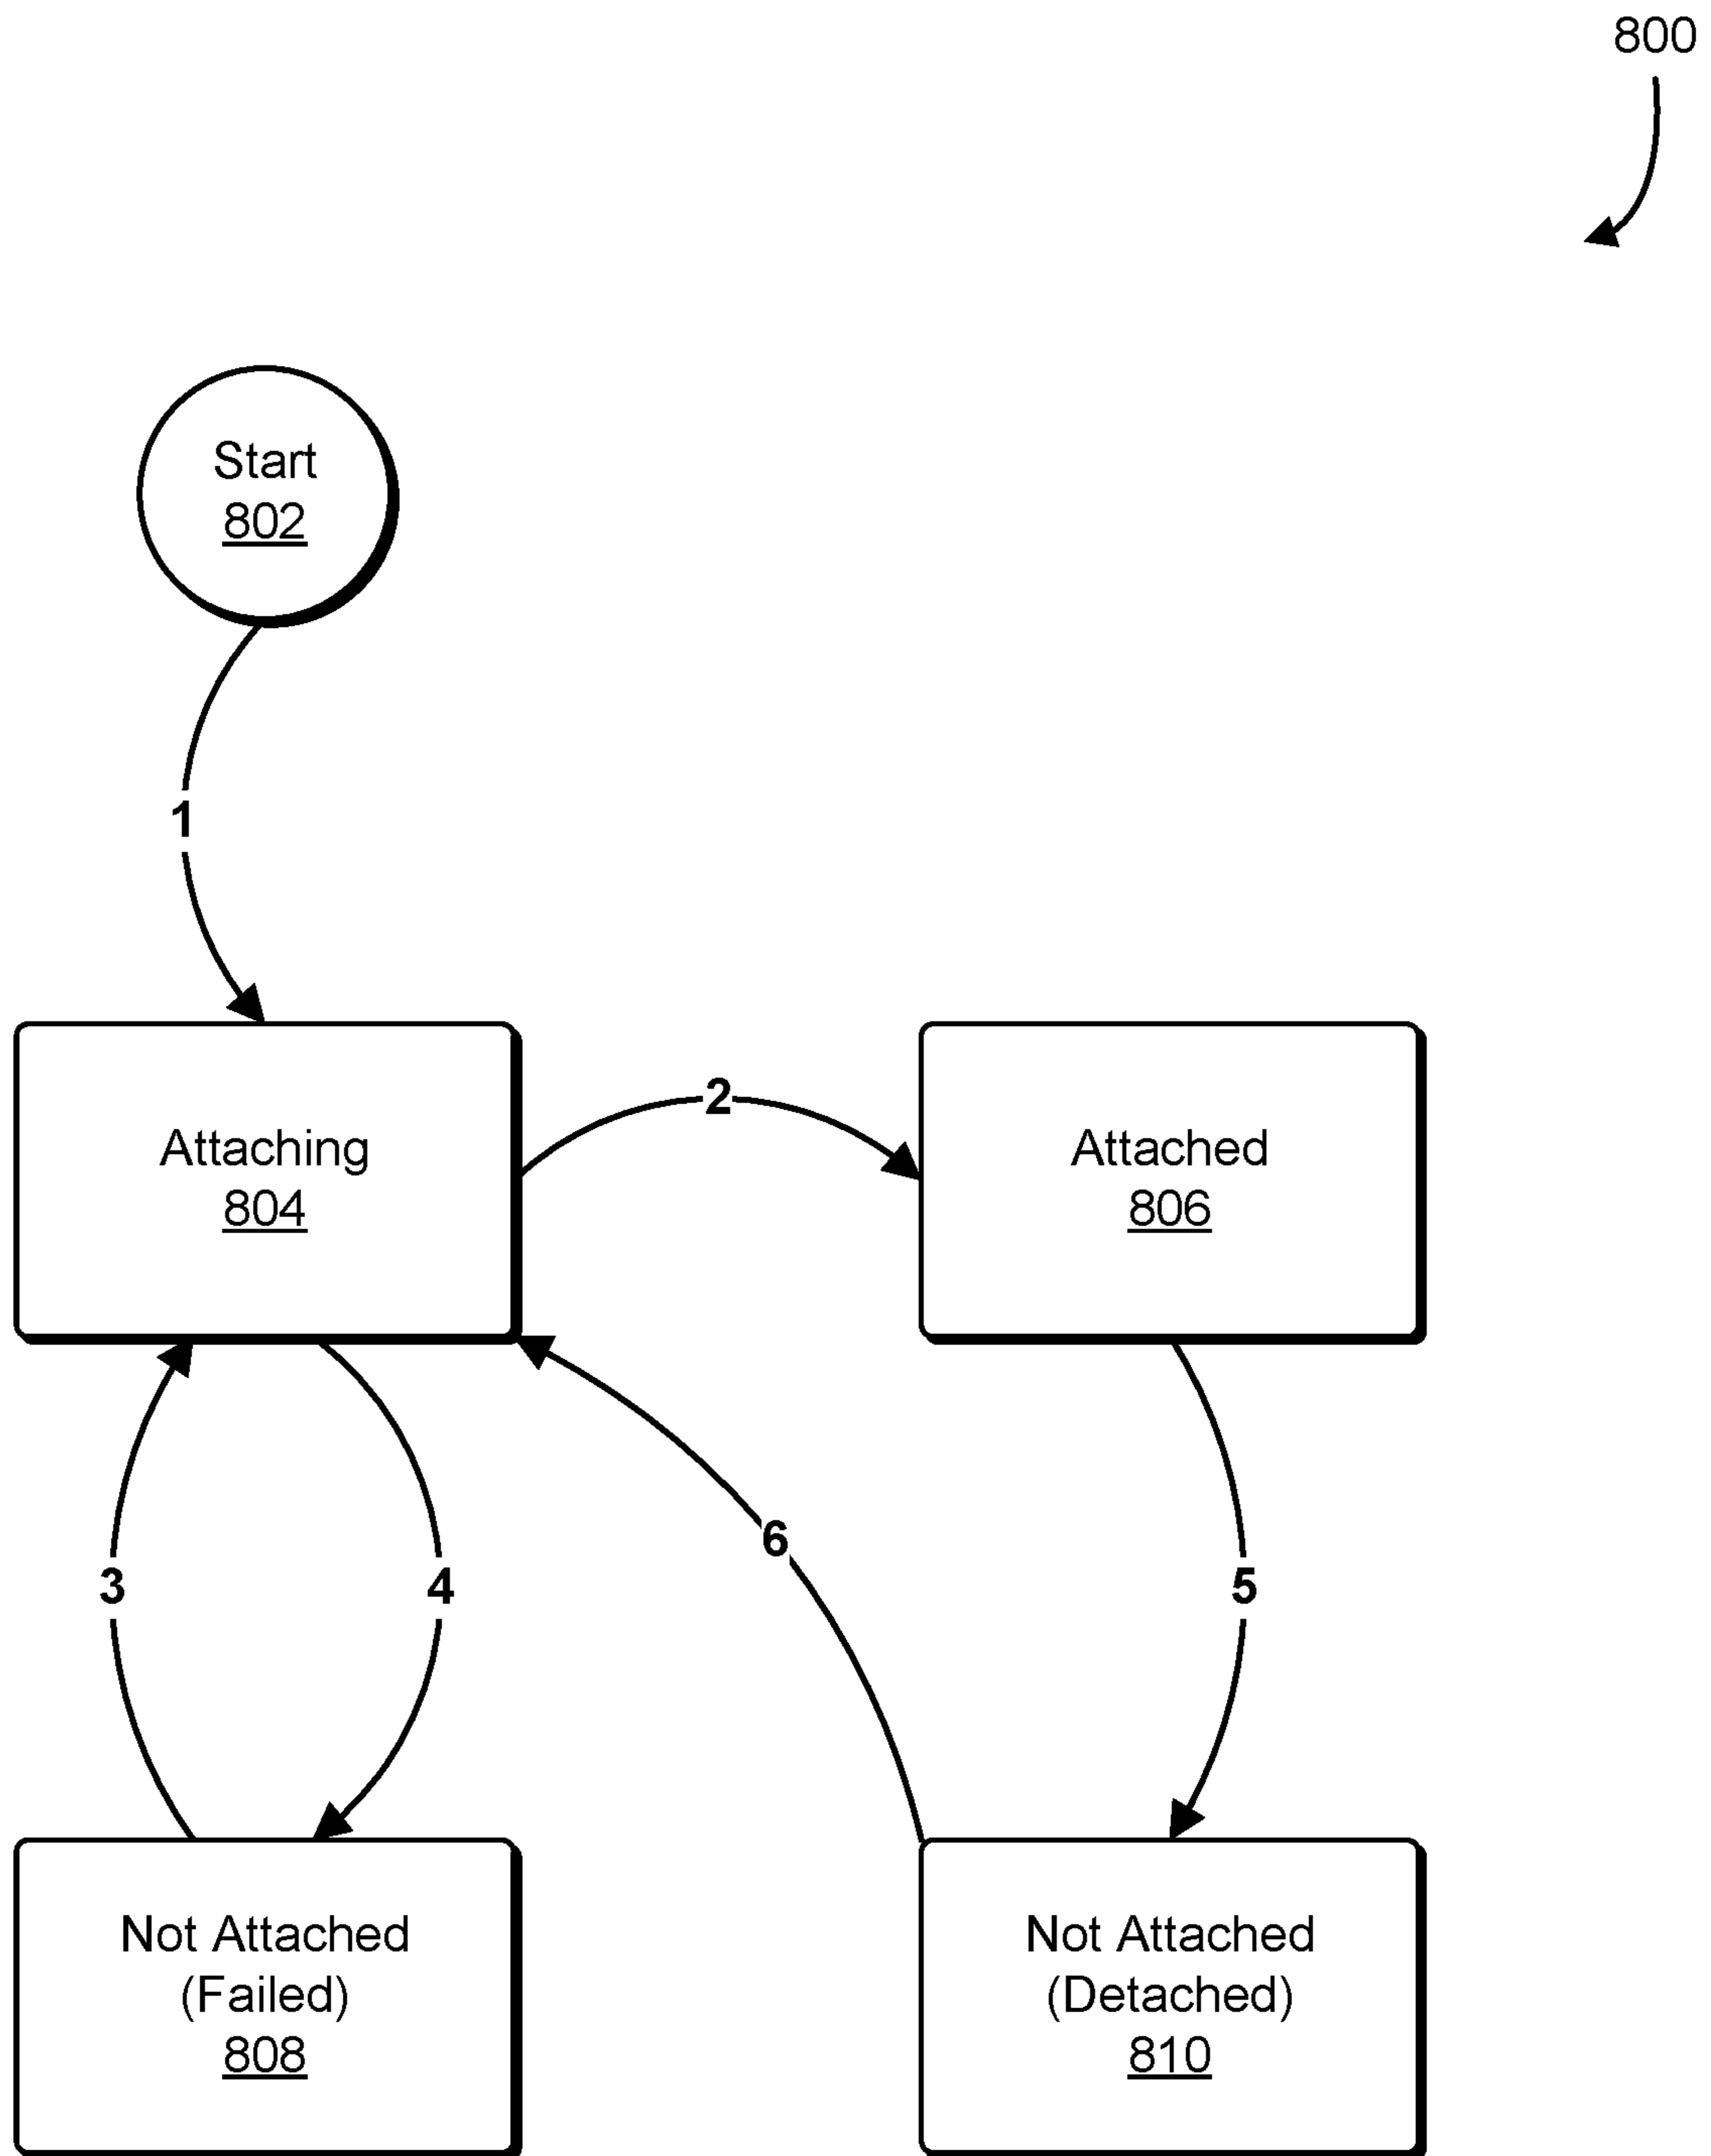 800
Start
802
1
2
Attaching
804
Attached
806
6
3
4
5
Not Attached
(Failed)
808
Not Attached
(Detached)
810